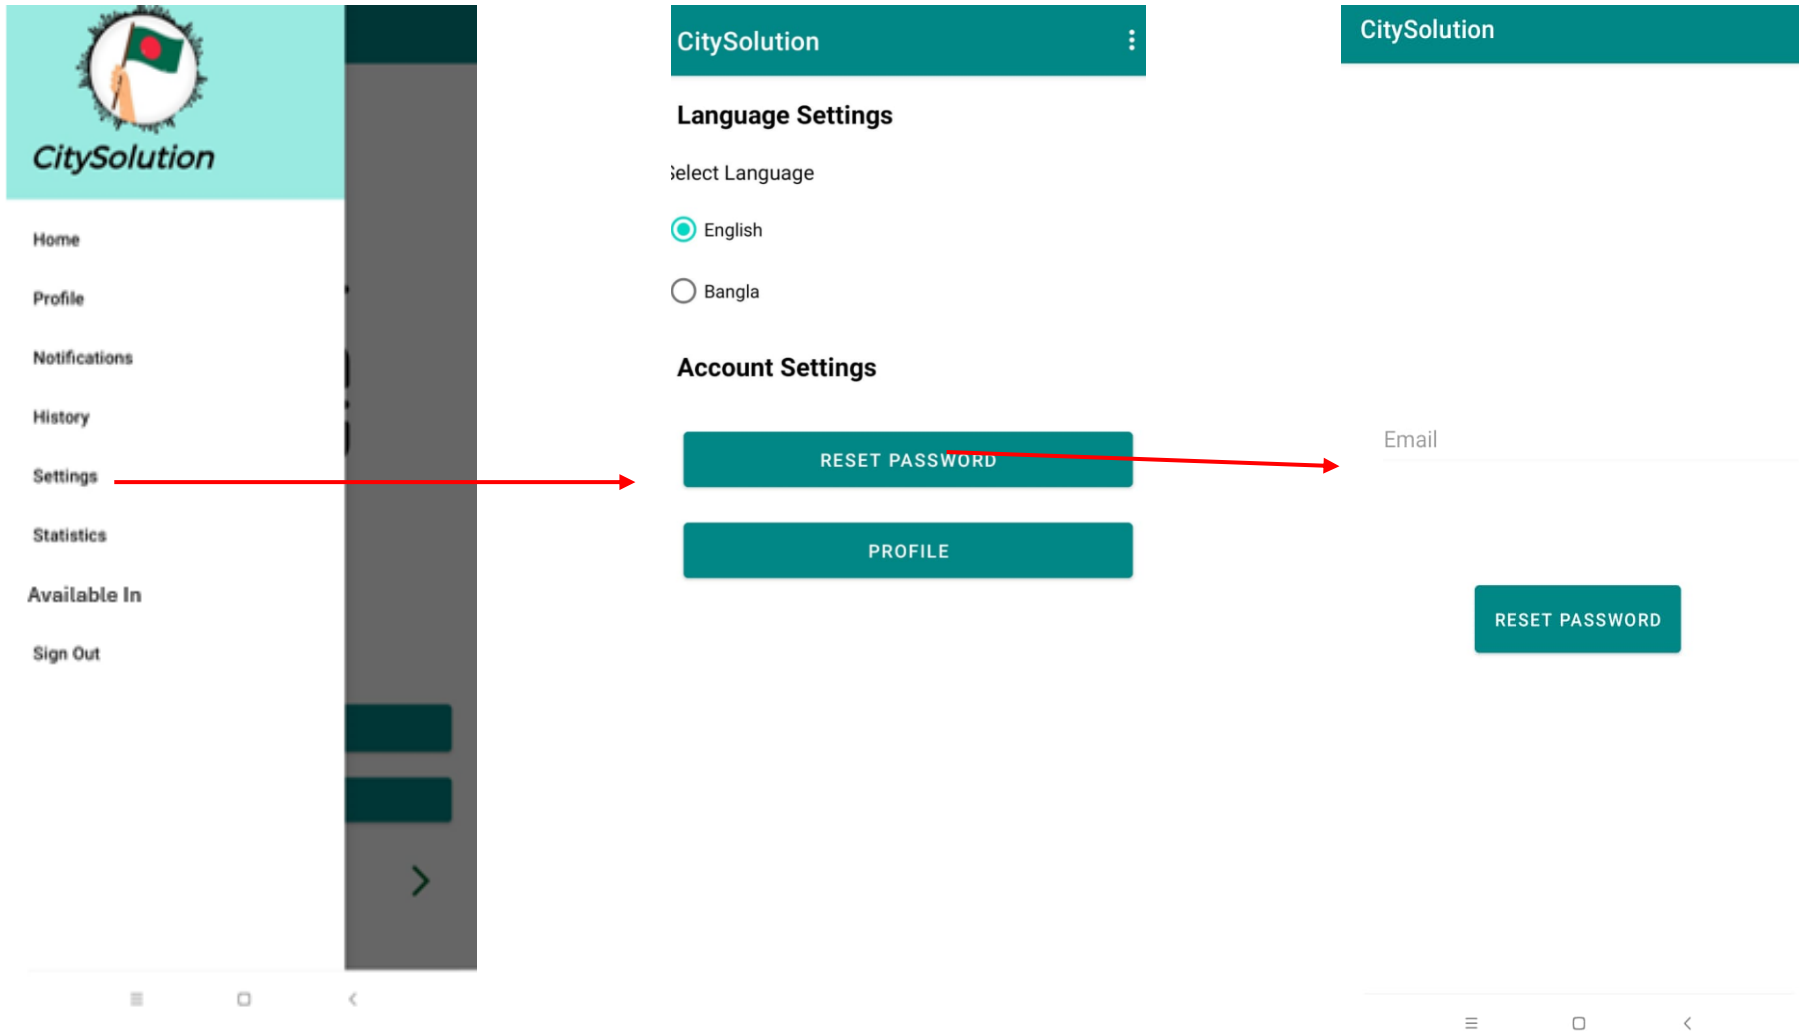 CitySolution
Home
Profile
Notifications
History
Settings
Statistics
Available In
Sign Out
CitySolution
Language Settings
Select Language
English
Bangla
Account Settings
RESET PASSWORD
PROFILE
CitySolution
Email
RESET PASSWORD